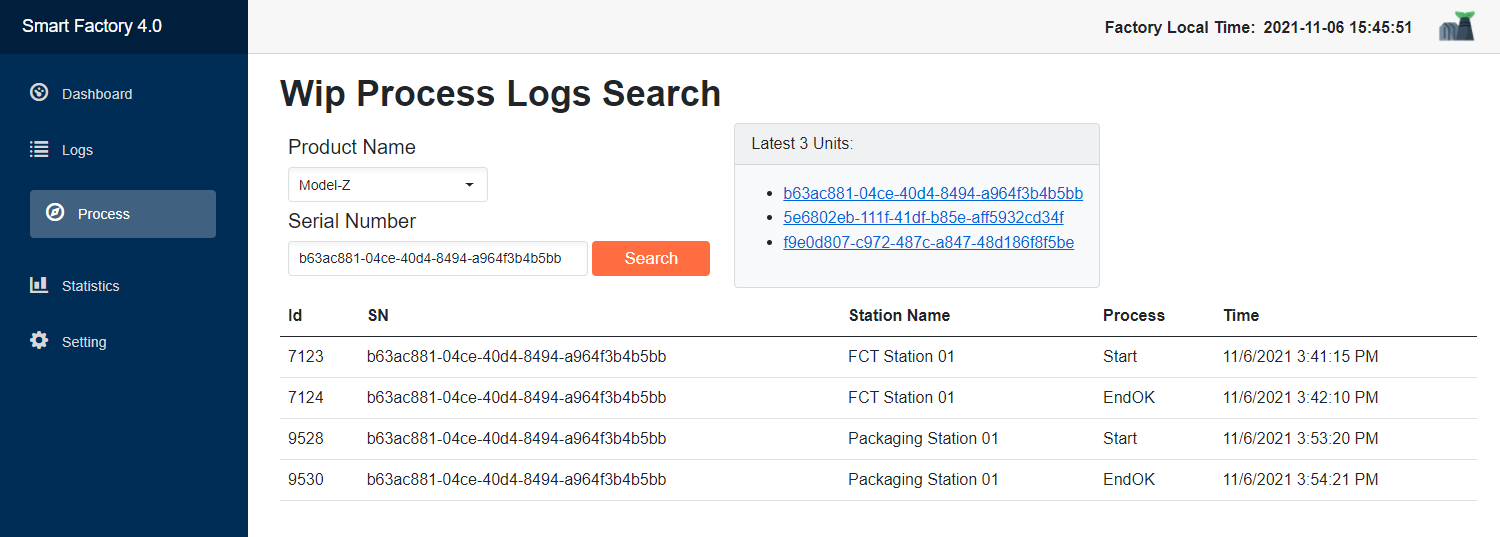 Smart Factory 4.0
Factory Local Time: 2021-11-06 15:45:51
Dashboard
Logs
Process
Statistics
Setting
Wip Process Logs Search
Product Name
Model-Z
Serial Number
b63ac881-04ce-40d4-8494-a964f3b4b5bb
Search
Latest 3 Units:
b63ac881-04ce-40d4-8494-a964f3b4b5bb
5e6802eb-111f-41df-b85e-aff5932cd34f
f9e0d807-c972-487c-a847-48d186f8f5be
Id SN Station Name Process Time
7123 b63ac881-04ce-40d4-8494-a964f3b4b5bb FCT Station 01 Start 11/6/2021 3:41:15 PM
7124 b63ac881-04ce-40d4-8494-a964f3b4b5bb FCT Station 01 EndOK 11/6/2021 3:42:10 PM
9528 b63ac881-04ce-40d4-8494-a964f3b4b5bb Packaging Station 01 Start 11/6/2021 3:53:20 PM
9530 b63ac881-04ce-40d4-8494-a964f3b4b5bb Packaging Station 01 EndOK 11/6/2021 3:54:21 PM